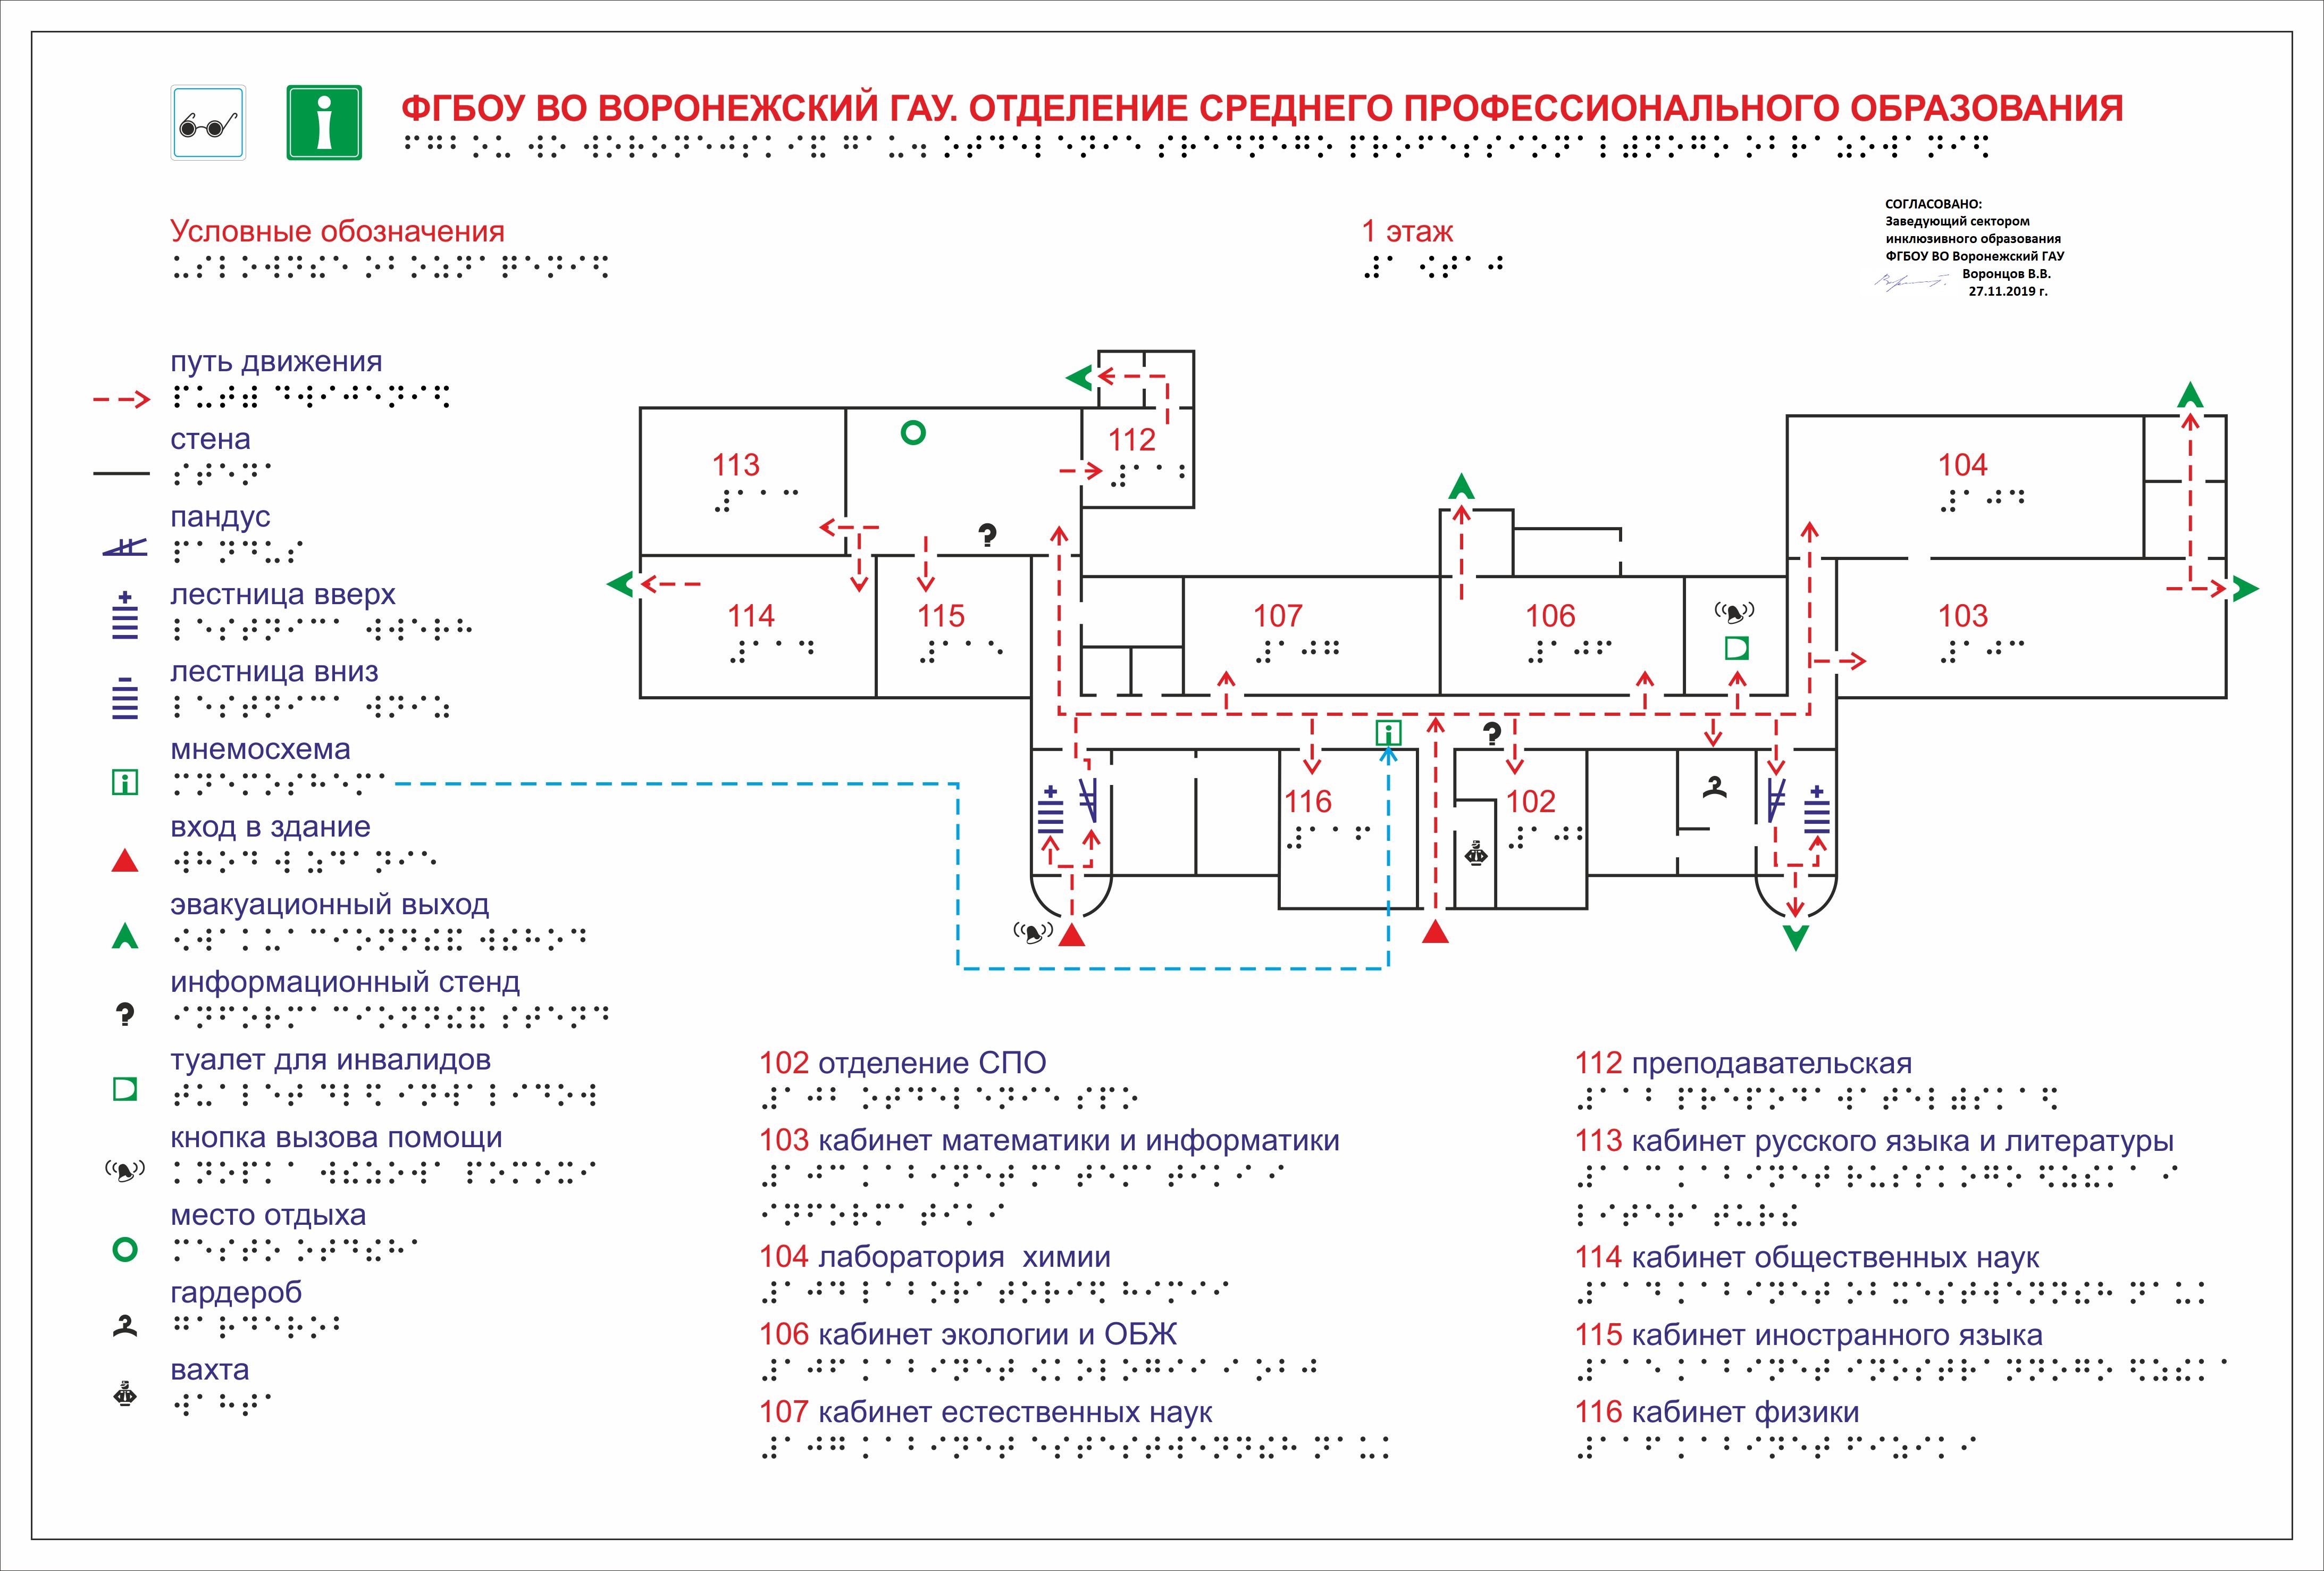 ФГБОУ ВО ВОРОНЕЖСКИЙ ГАУ. ОТДЕЛЕНИЕ СРЕДНЕГО ПРОФЕССИОНАЛЬНОГО ОБРАЗОВАНИЯ
Условные обозначения
1 этаж
СОГЛАСОВАНО:
Заведующий сектором
инклюзивного образования
ФГБОУ ВО Воронежский ГАУ
Воронцов В.В.
27.11.2019 г.
путь движения
стена
пандус
лестница вверх
лестница вниз
мнемосхема
вход в здание
эвакуационный выход
информационный стенд
туалет для инвалидов
кнопка вызова помощи
место отдыха
гардероб
вахта
112
113
104
114
115
107
106
103
116
102
102 отделение СПО
103 кабинет математики и информатики
104 лаборатория химии
106 кабинет экологии и ОБЖ
107 кабинет естественных наук
112 преподавательская
113 кабинет русского языка и литературы
114 кабинет общественных наук
115 кабинет иностранного языка
116 кабинет физики